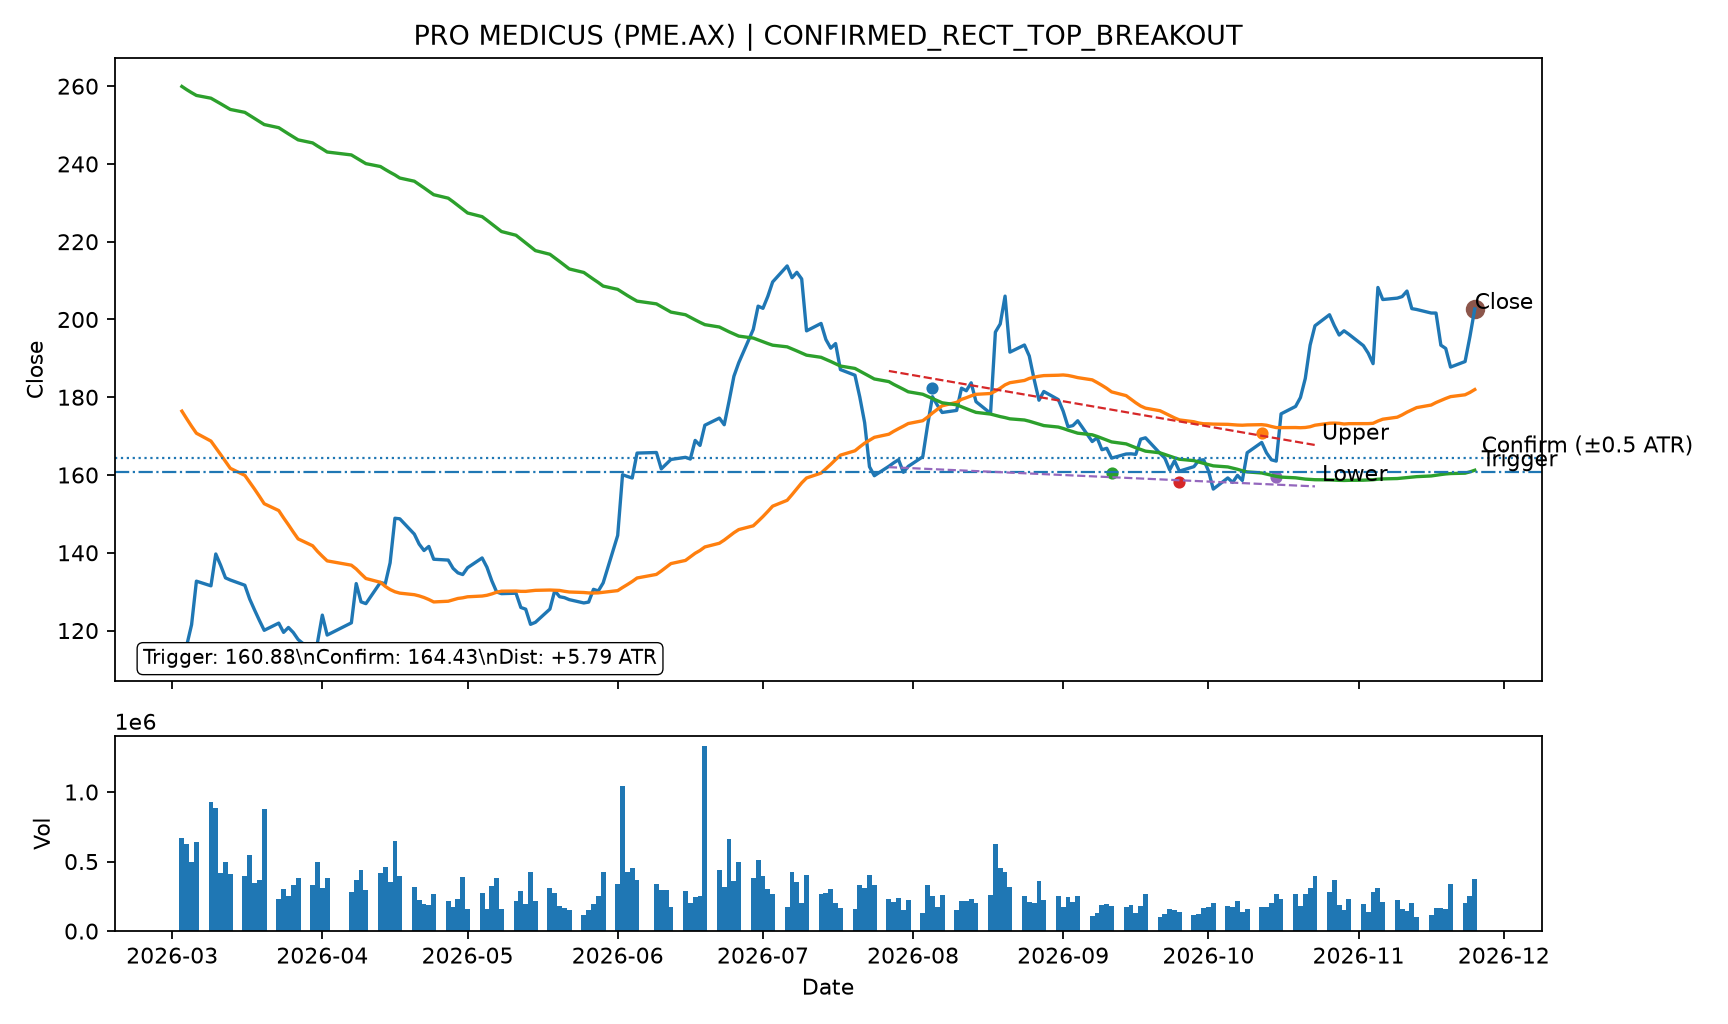 PRO MEDICUS (PME.AX) | CONFIRMED_RECT_TOP_BREAKOUT
Close
260
240
220
200
180
160
140
120
Close
Upper
Confirm (±0.5 ATR)
Trigger
Lower
Trigger: 160.88\nConfirm: 164.43\nDist: +5.79 ATR
1e6
Vol
1.0
0.5
0.0
2026-03 2026-04 2026-05 2026-06 2026-07 2026-08 2026-09 2026-10 2026-11 2026-12
Date